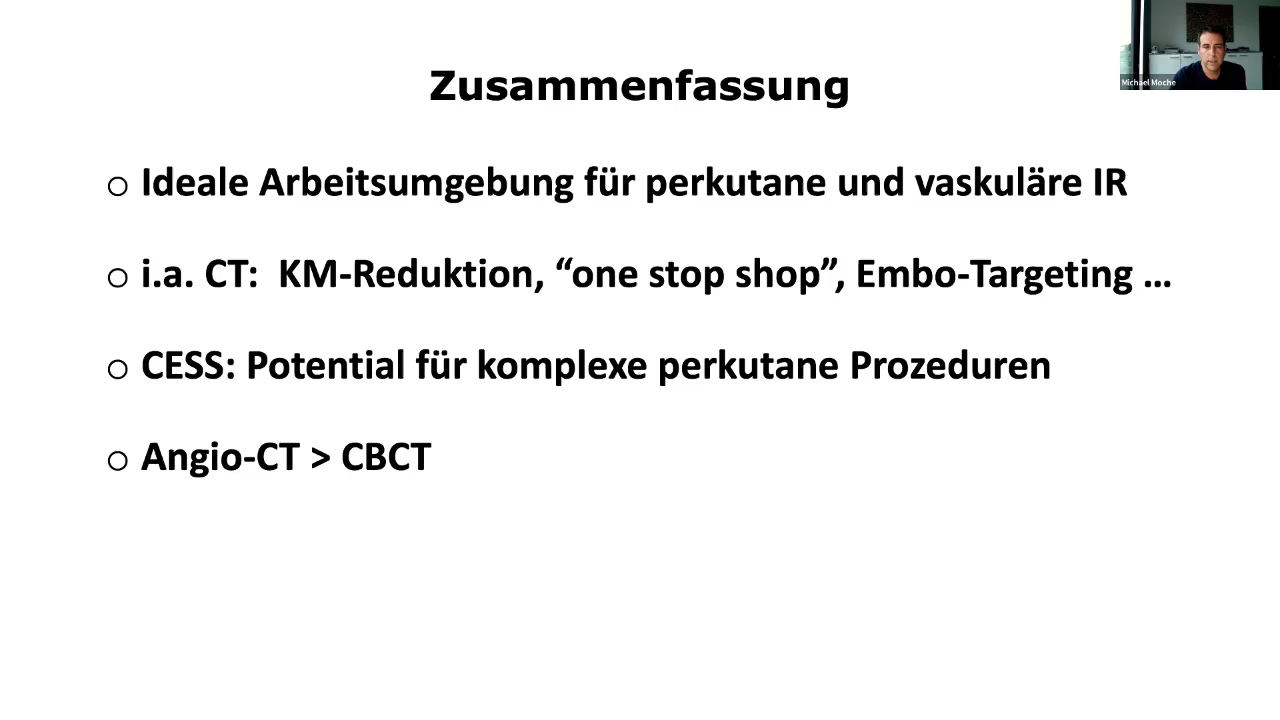 Zusammenfassung
Michael Moche
o Ideale Arbeitsumgebung für perkutane und vaskuläre IR
o i.a. CT:  KM-Reduktion, “one stop shop”, Embo-Targeting ...
o CESS: Potential für komplexe perkutane Prozeduren
o Angio-CT > CBCT